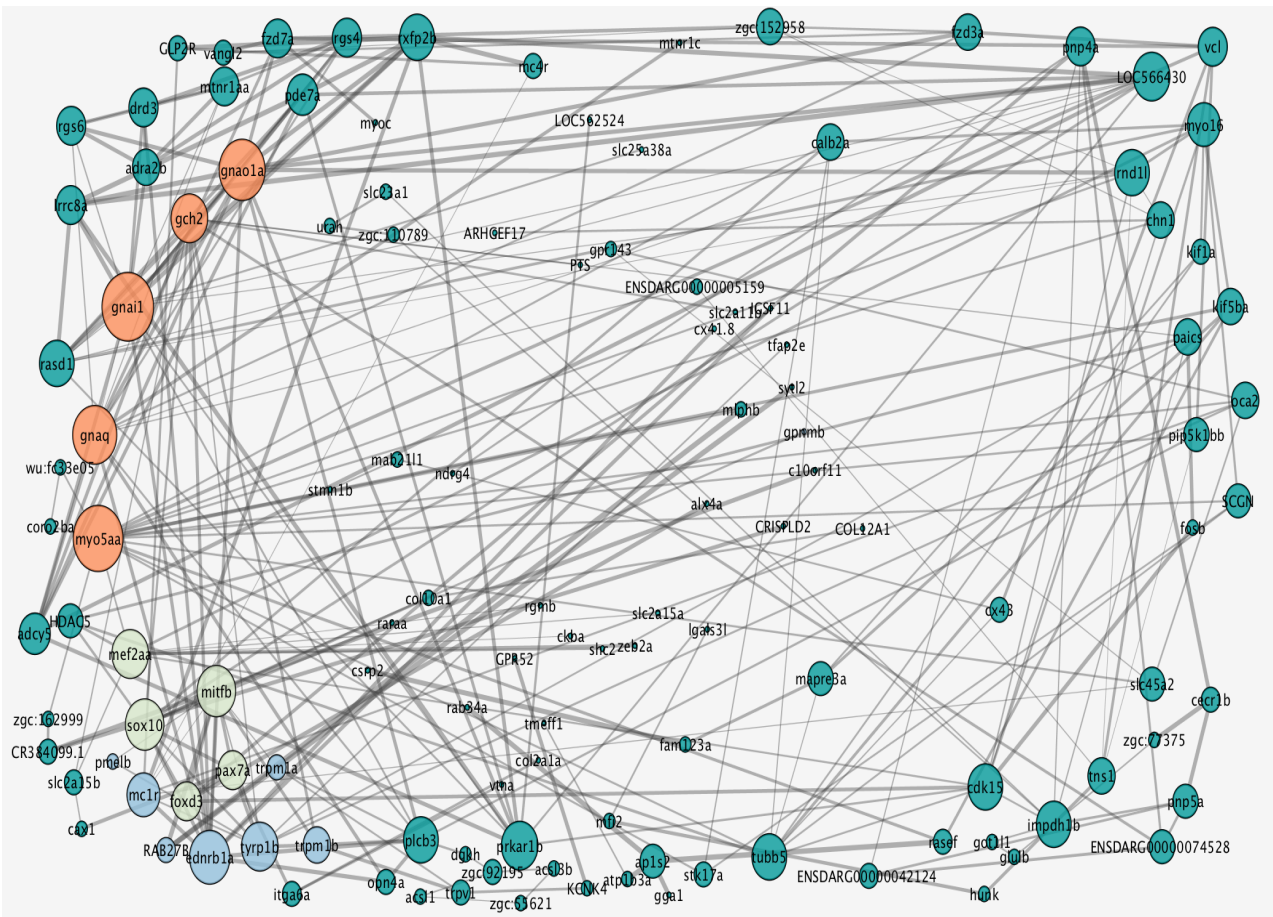 zgc:152958
fzd3a
GLP2R
vangl2
fzd7a
rgs4
rxfp2b
mtnr1c
pnp4a
vcl
mc4r
LOC566430
mtnr1aa
pde7a
drd3
rgs6
myoc
LOC562524
myo16
calb2a
slc25a38a
adra2b
gnao1a
rnd1l
lrrc8a
slc23a1
gch2
chn1
urah
zgc:110789
ARHGEF17
gpr143
kif1a
PTS
ENSDARG00000005159
gnai1
slc2a11b
IGSF11
kif5ba
cx41.8
paics
tfap2e
rasd1
sytl2
oca2
mlphb
gnaq
gpnmb
pip5k1bb
wu:fc33e05
mab21l1
ndrg4
c10orf11
stmn1b
alx4a
SCGN
coro2ba
CRISPLD2
COL12A1
fosb
myo5aa
col10a1
rgmb
slc2a15a
cx43
HDAC5
rafaa
adcy5
ckba
lgals3l
mef2aa
shc2
zeb2a
GPR52
csrp2
mapre3a
slc45a2
mitfb
cecr1b
rab34a
zgc:162999
sox10
tmeff1
CR384099.1
fam123a
zgc:77375
pmelb
pax7a
trpm1a
col2a1a
slc2a15b
vtna
cdk15
tns1
mc1r
foxd3
pnp5a
cax1
mfi2
impdh1b
RAB27B
ednrb1a
tyrp1b
trpm1b
plcb3
prkar1b
rasef
got1l1
ENSDARG00000074528
dgkh
tubb5
glulb
zgc:92195
acsl3b
ap1s2
stk17a
ENSDARG00000042124
itga6a
opn4a
acsl1
trpv1
KCNK4
atp1b3a
gga1
hunk
zgc:55621